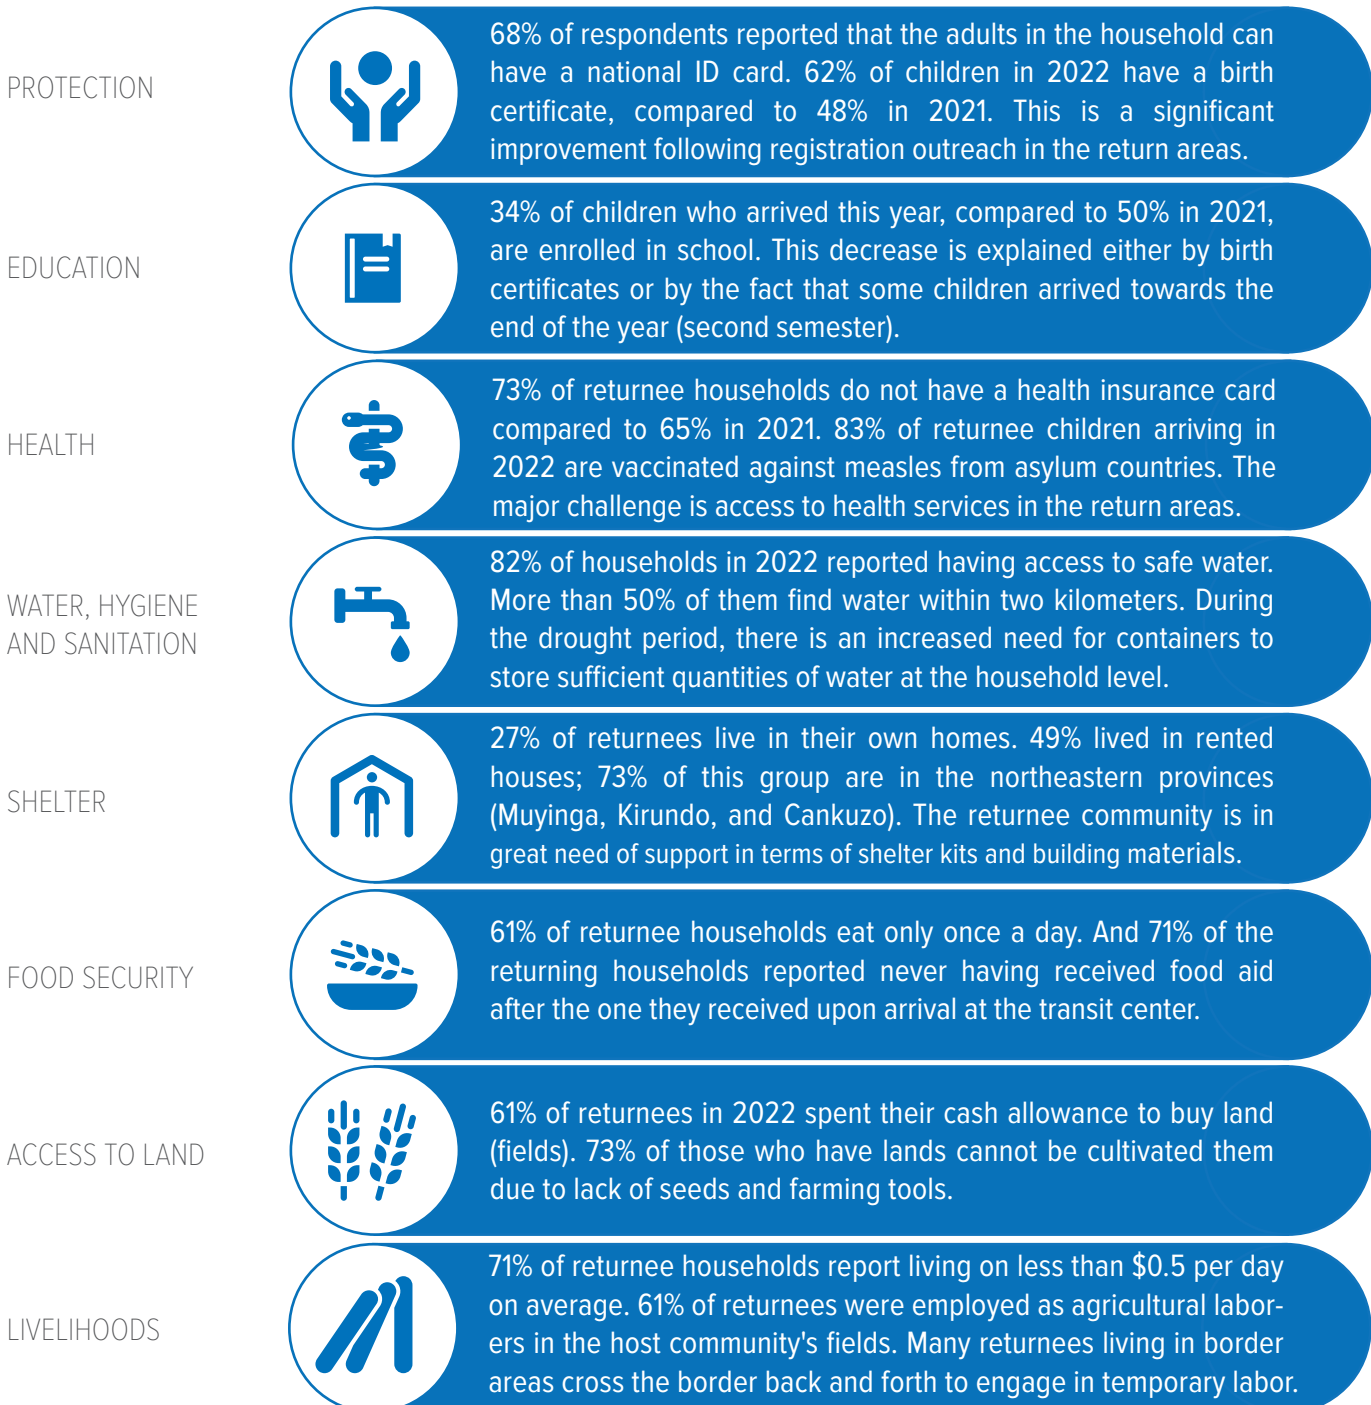 PROTECTION
68% of respondents reported that the adults in the household can
have a national ID card. 62% of children in 2022 have a birth
certificate, compared to 48% in 2021. This is a significant
improvement following registration outreach in the return areas.
EDUCATION
34% of children who arrived this year, compared to 50% in 2021,
are enrolled in school. This decrease is explained either by birth
certificates or by the fact that some children arrived towards the
end of the year (second semester).
HEALTH
73% of returnee households do not have a health insurance card
compared to 65% in 2021. 83% of returnee children arriving in
2022 are vaccinated against measles from asylum countries. The
major challenge is access to health services in the return areas.
WATER, HYGIENE
AND SANITATION
82% of households in 2022 reported having access to safe water.
More than 50% of them find water within two kilometers. During
the drought period, there is an increased need for containers to
store sufficient quantities of water at the household level.
SHELTER
27% of returnees live in their own homes. 49% lived in rented
houses; 73% of this group are in the northeastern provinces
(Muyinga, Kirundo, and Cankuzo). The returnee community is in
great need of support in terms of shelter kits and building materials.
FOOD SECURITY
61% of returnee households eat only once a day. And 71% of the
returning households reported never having received food aid
after the one they received upon arrival at the transit center.
ACCESS TO LAND
61% of returnees in 2022 spent their cash allowance to buy land
(fields). 73% of those who have lands cannot be cultivated them
due to lack of seeds and farming tools.
LIVELIHOODS
71% of returnee households report living on less than $0.5 per day
on average. 61% of returnees were employed as agricultural labor-
ers in the host community's fields. Many returnees living in border
areas cross the border back and forth to engage in temporary labor.